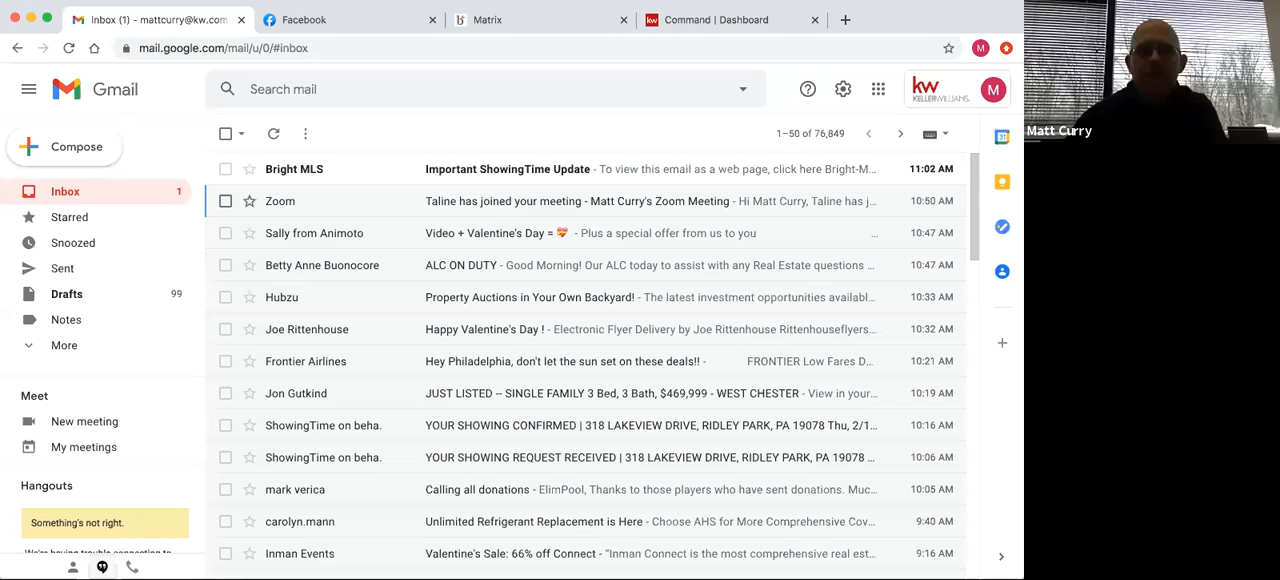 Inbox (1) - mattcurry@kw.com
Facebook
Matrix
kw Command | Dashboard
mail.google.com/mail/u/0/#inbox
M
Gmail
Search mail
kw
KELLERWILLIAMS.
M
Compose
1–50 of 76,849
Inbox 1
Starred
Snoozed
Sent
Drafts 99
Notes
More
Meet
New meeting
My meetings
Hangouts
Something's not right.
We're having trouble connecting to
Bright MLS Important ShowingTime Update - To view this email as a web page, click here Bright-M... 11:02 AM
Zoom Taline has joined your meeting - Matt Curry's Zoom Meeting - Hi Matt Curry, Taline has j... 10:50 AM
Sally from Animoto Video + Valentine's Day = 💝 - Plus a special offer from us to you ... 10:47 AM
Betty Anne Buonocore ALC ON DUTY - Good Morning! Our ALC today to assist with any Real Estate questions ... 10:47 AM
Hubzu Property Auctions in Your Own Backyard! - The latest investment opportunities availabl... 10:33 AM
Joe Rittenhouse Happy Valentine's Day ! - Electronic Flyer Delivery by Joe Rittenhouse Rittenhouseflyers... 10:32 AM
Frontier Airlines Hey Philadelphia, don't let the sun set on these deals!! - FRONTIER Low Fares D... 10:21 AM
Jon Gutkind JUST LISTED -- SINGLE FAMILY 3 Bed, 3 Bath, $469,999 - WEST CHESTER - View in your... 10:19 AM
ShowingTime on beha. YOUR SHOWING CONFIRMED | 318 LAKEVIEW DRIVE, RIDLEY PARK, PA 19078 Thu, 2/1... 10:16 AM
ShowingTime on beha. YOUR SHOWING REQUEST RECEIVED | 318 LAKEVIEW DRIVE, RIDLEY PARK, PA 19078 ... 10:06 AM
mark verica Calling all donations - ElimPool, Thanks to those players who have sent donations. Muc... 10:05 AM
carolyn.mann Unlimited Refrigerant Replacement is Here - Choose AHS for More Comprehensive Cov... 9:40 AM
Inman Events Valentine's Sale: 66% off Connect - "Inman Connect is the most comprehensive real est... 9:16 AM
31
Matt Curry